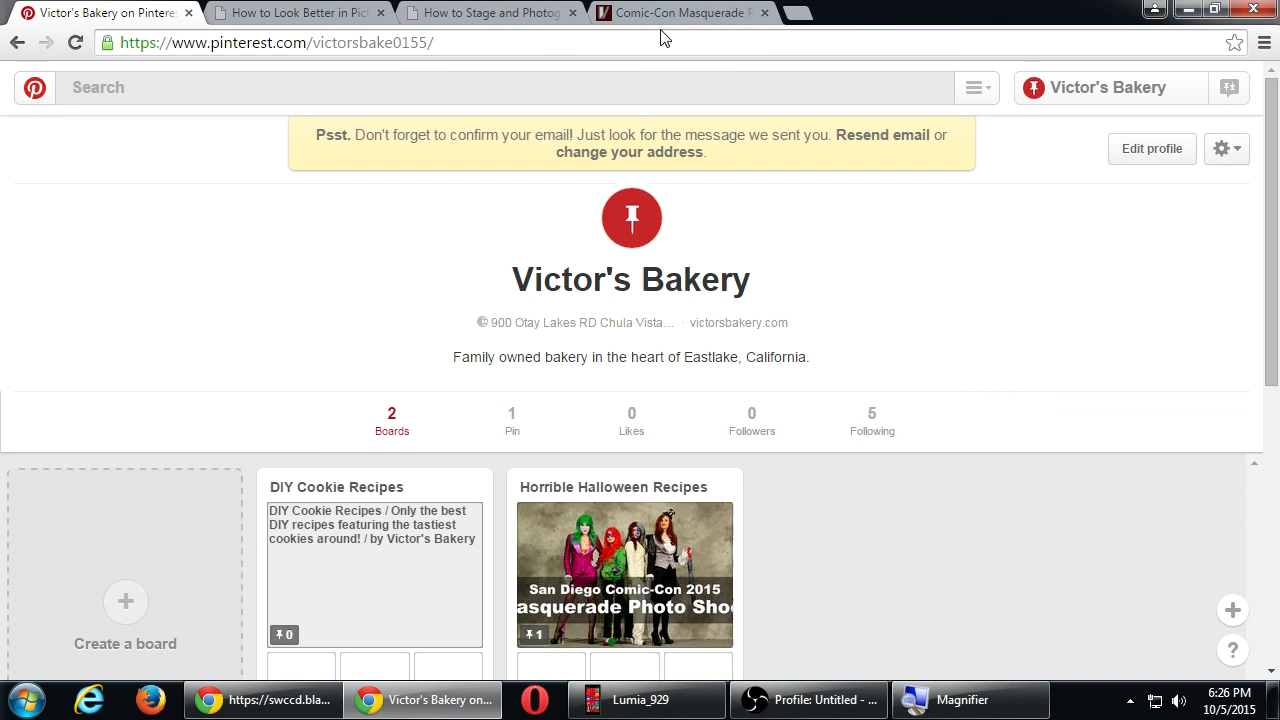 Victor's Bakery on Pintere
How to Look Better in Pict
How to Stage and Photog
Comic-Con Masquerade P
https://www.pinterest.com/victorsbake0155/
Search
Victor's Bakery
Psst. Don't forget to confirm your email! Just look for the message we sent you. Resend email or
change your address.
Edit profile
Victor's Bakery
900 Otay Lakes RD Chula Vista... · victorsbakery.com
Family owned bakery in the heart of Eastlake, California.
2 1 0 0 5
Boards Pin Likes Followers Following
Create a board
DIY Cookie Recipes
DIY Cookie Recipes / Only the best
DIY recipes featuring the tastiest
cookies around! / by Victor's Bakery
0
Horrible Halloween Recipes
San Diego Comic-Con 2015
asquerade Photo Shoo
1
?
https://swccd.bla...
Victor's Bakery on...
Lumia_929
Profile: Untitled - ...
Magnifier
6:26 PM
10/5/2015